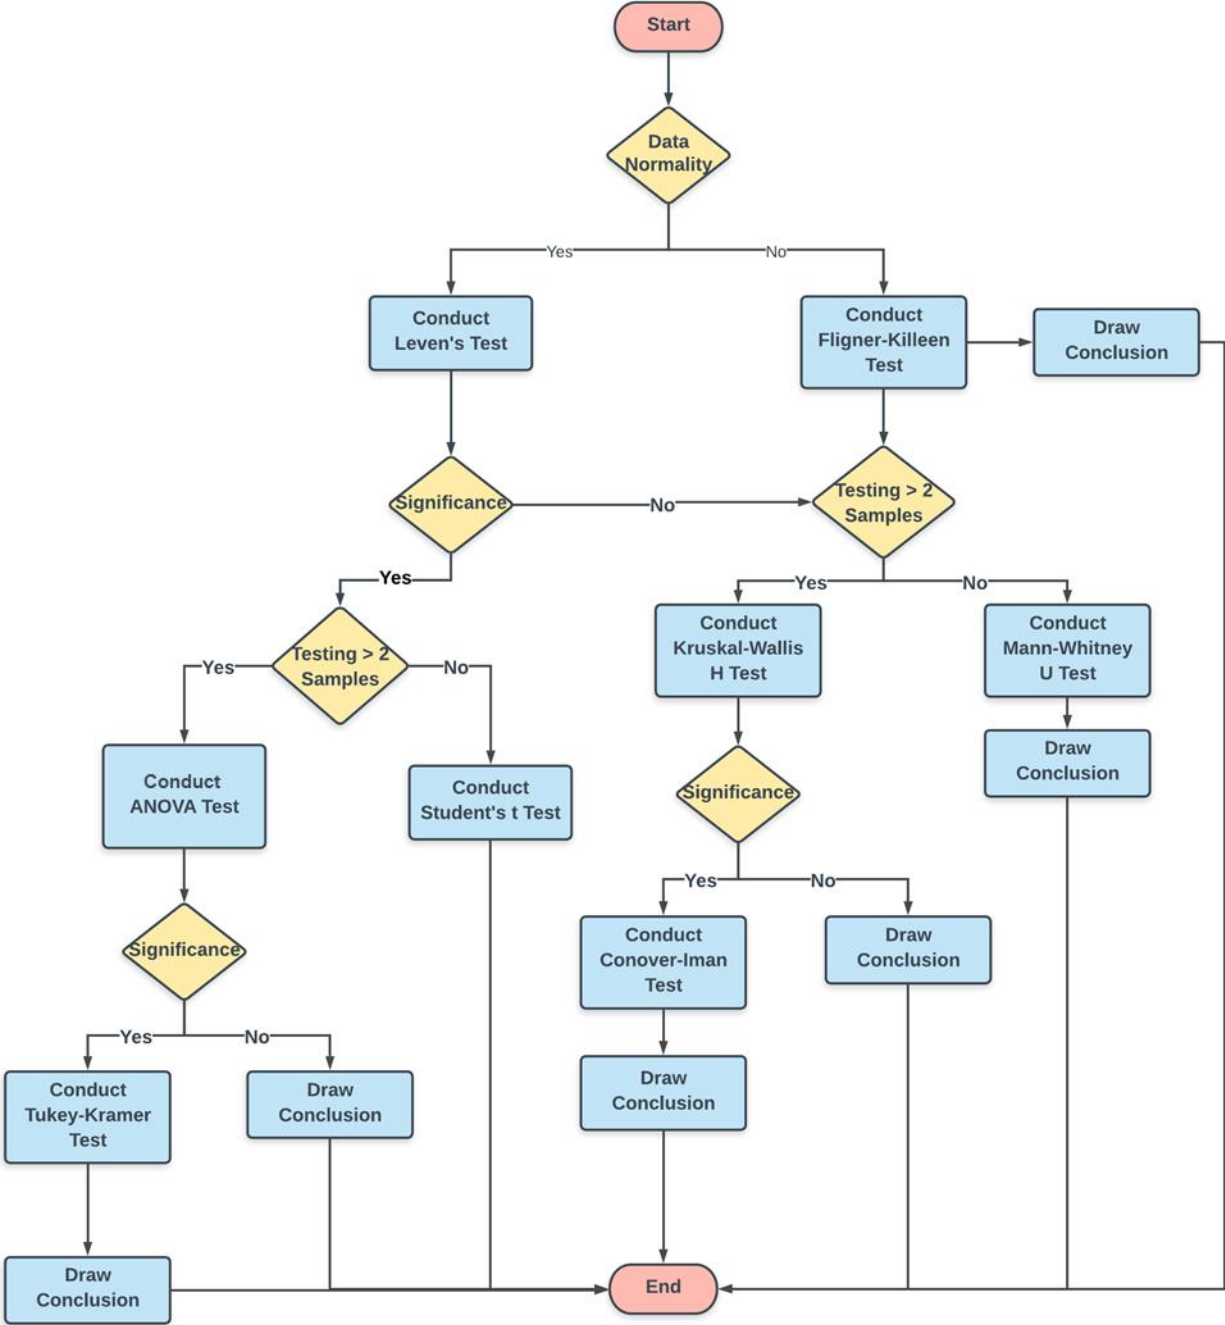 Start
Data
Normality
Yes
No
Conduct
Leven's Test
Conduct
Fligner-Killeen
Test
Draw
Conclusion
Significance
No
Testing > 2
Samples
Yes
Yes
No
Testing > 2
Samples
Yes
No
Conduct
Kruskal-Wallis
H Test
Conduct
Mann-Whitney
U Test
Conduct
ANOVA Test
Conduct
Student's t Test
Significance
Draw
Conclusion
Significance
Yes
No
Conduct
Conover-Iman
Test
Draw
Conclusion
Yes
No
Conduct
Tukey-Kramer
Test
Draw
Conclusion
Draw
Conclusion
Draw
Conclusion
End